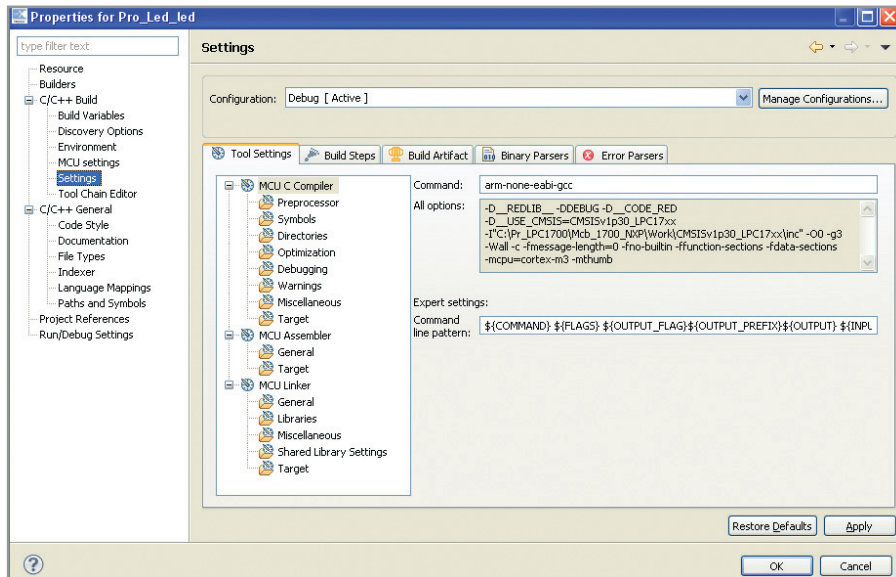 Properties for Pro_Led_led
type filter text
Resource
Builders
C/C++ Build
Build Variables
Discovery Options
Environment
MCU settings
Settings
Tool Chain Editor
C/C++ General
Code Style
Documentation
File Types
Indexer
Language Mappings
Paths and Symbols
Project References
Run/Debug Settings
Settings
Configuration: Debug [ Active ]
Manage Configurations...
Tool Settings Build Steps Build Artifact Binary Parsers Error Parsers
MCU C Compiler
Preprocessor
Symbols
Directories
Optimization
Debugging
Warnings
Miscellaneous
Target
MCU Assembler
General
Target
MCU Linker
General
Libraries
Miscellaneous
Shared Library Settings
Target
Command: arm-none-eabi-gcc
All options: -D__REDLIB__ -DDEBUG -D__CODE_RED
-D__USE_CMSIS=CMSISv1p30_LPC17xx
-I"C:\Pr_LPC1700\Mcb_1700_NXP\Work\CMSISv1p30_LPC17xx\inc" -O0 -g3
-Wall -c -fmessage-length=0 -fno-builtin -ffunction-sections -fdata-sections
-mcpu=cortex-m3 -mthumb
Expert settings:
Command
line pattern: ${COMMAND} ${FLAGS} ${OUTPUT_FLAG}${OUTPUT_PREFIX}${OUTPUT} ${INPU
Restore Defaults Apply
OK Cancel